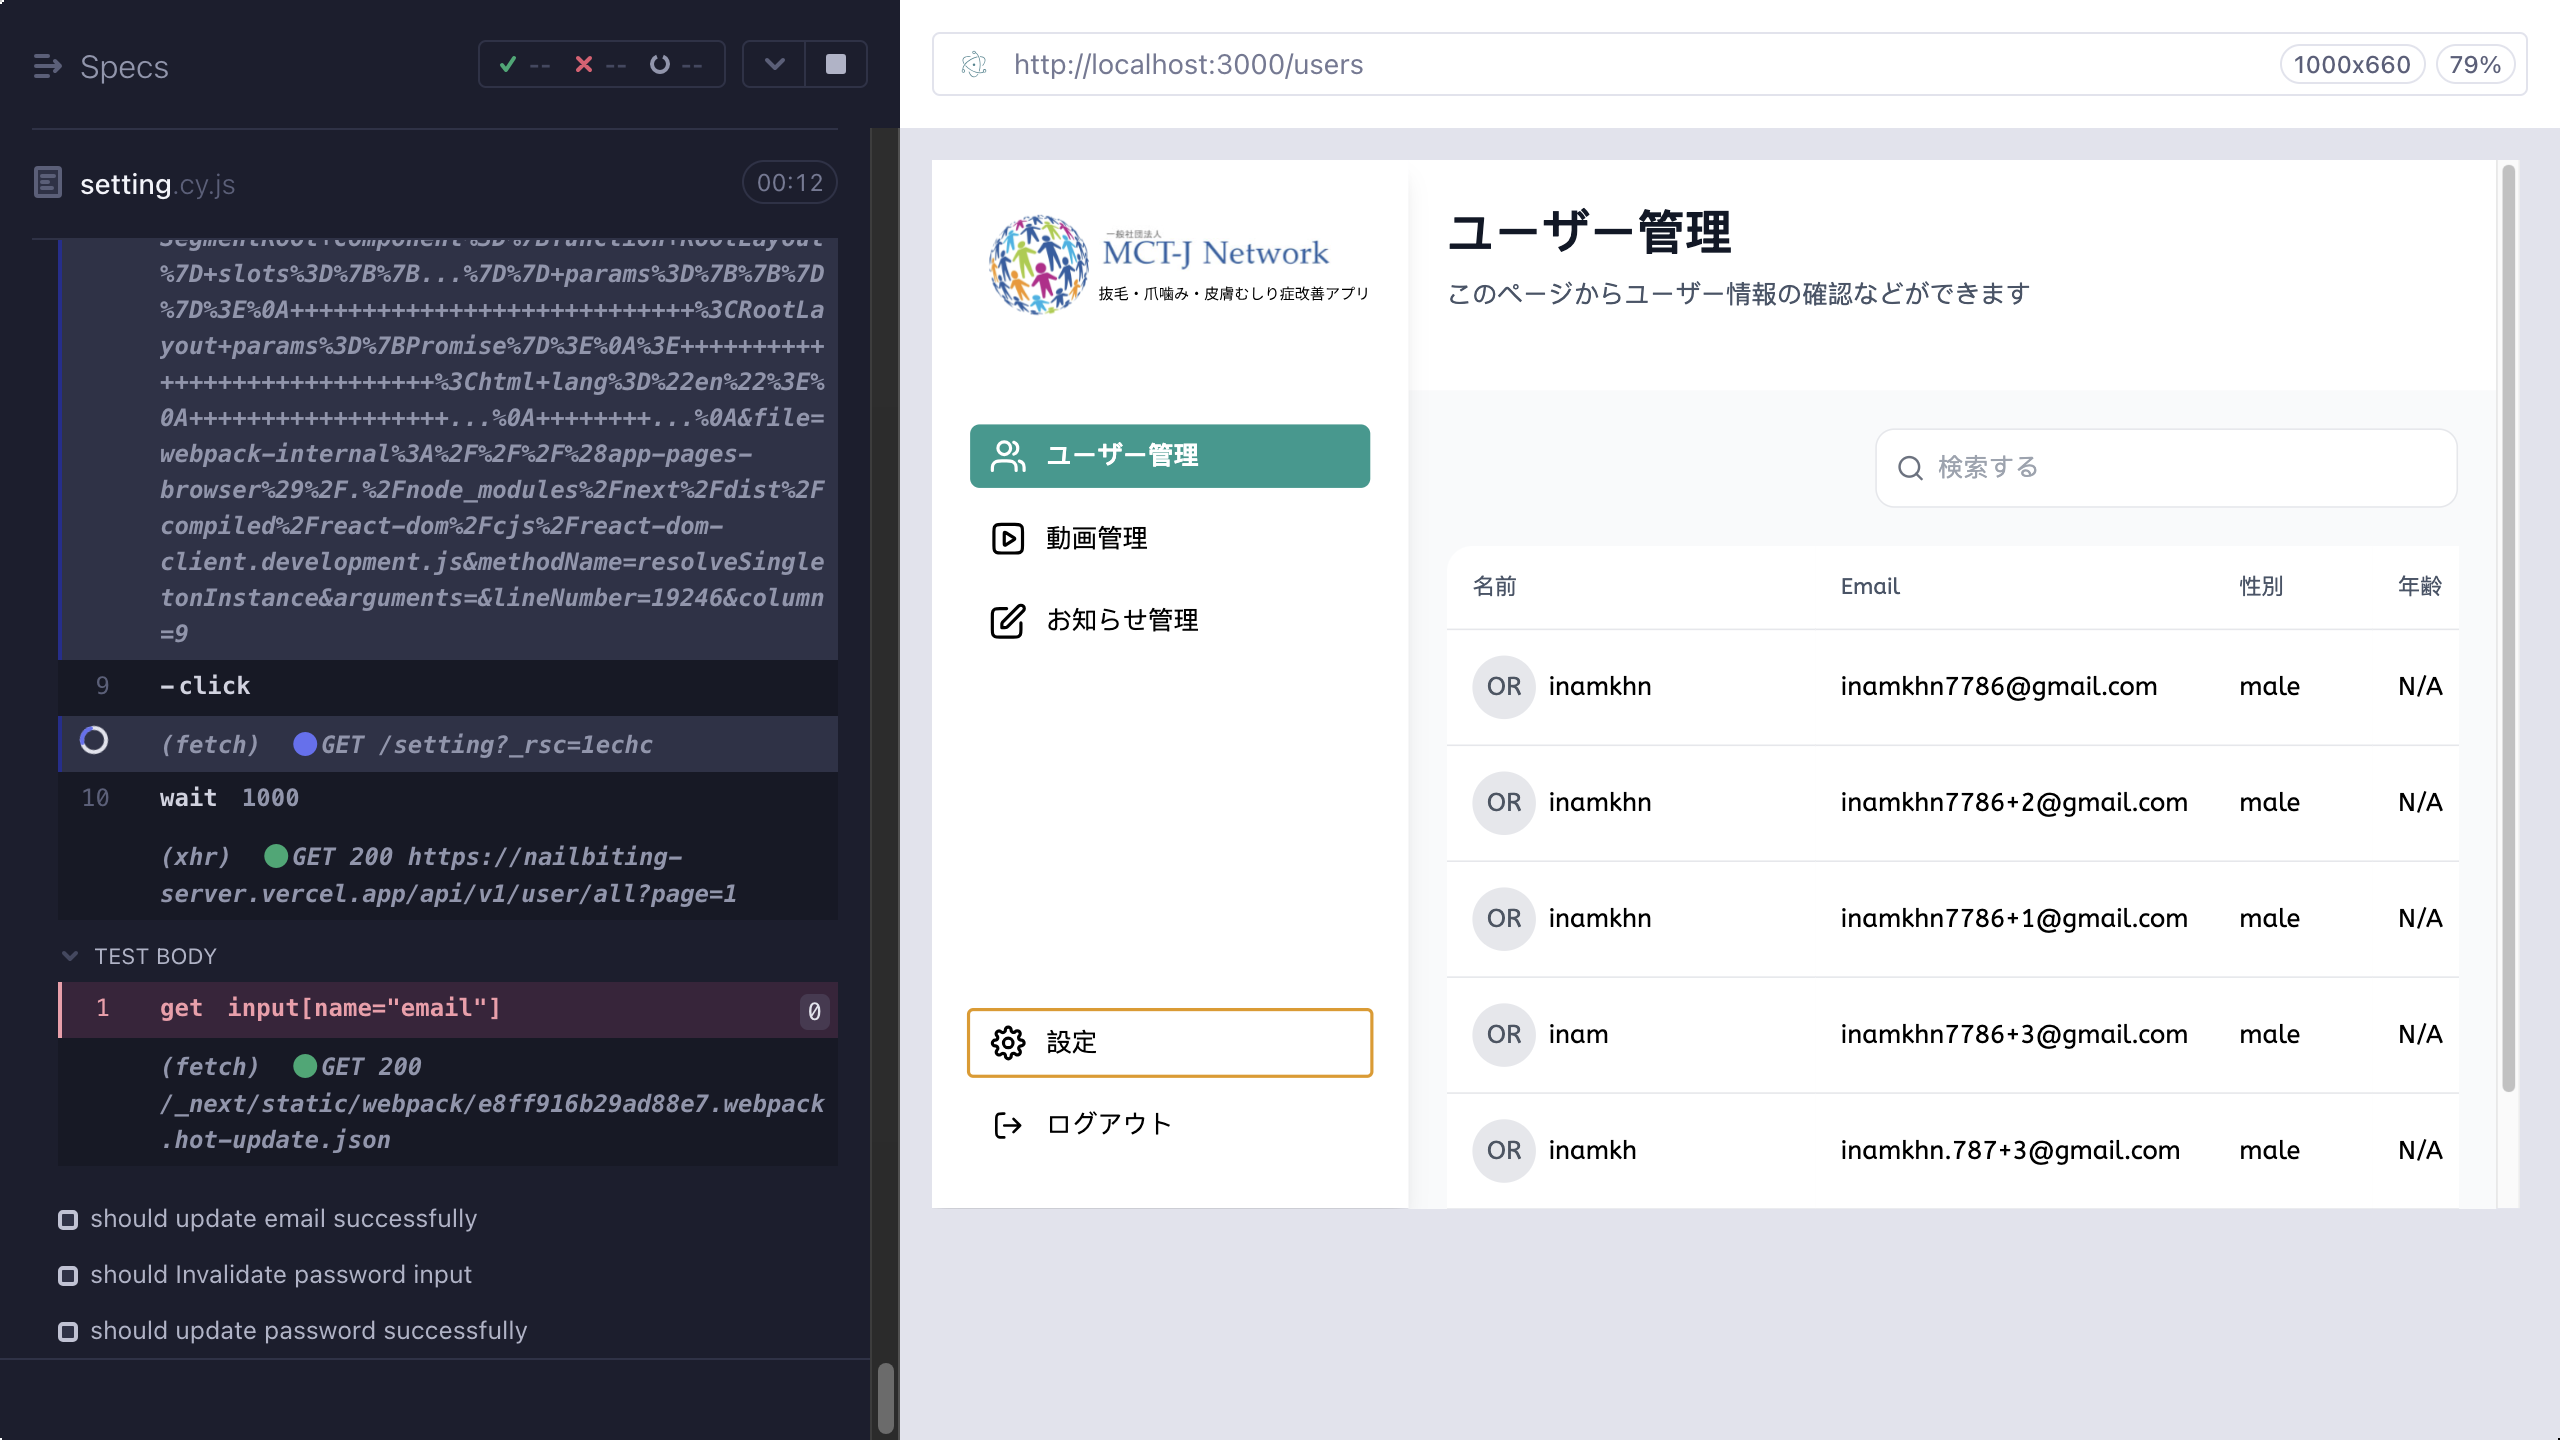 Specs
-- -- --
setting.cy.js
00:12
SegmentRoot+Component%3D%7Bfunction+RootLayout
%7D+slots%3D%7B%7B...%7D%7D+params%3D%7B%7B%7D
%7D%3E%0A++++++++++++++++++++++++++++%3CRootLa
yout+params%3D%7BPromise%7D%3E%0A%3E++++++++++
+++++++++++++++++++%3Chtml+lang%3D%22en%22%3E%
0A++++++++++++++++++...%0A++++++++...%0A&file=
webpack-internal%3A%2F%2F%2F%28app-pages-
browser%29%2F.%2Fnode_modules%2Fnext%2Fdist%2F
compiled%2Freact-dom%2Fcjs%2Freact-dom-
client.development.js&methodName=resolveSingle
tonInstance&arguments=&lineNumber=19246&column
=9
9 -click
(fetch) GET /setting?_rsc=1echc
10 wait 1000
(xhr) GET 200 https://nailbiting-
server.vercel.app/api/v1/user/all?page=1
TEST BODY
1 get input[name="email"] 0
(fetch) GET 200
/_next/static/webpack/e8ff916b29ad88e7.webpack
.hot-update.json
should update email successfully
should Invalidate password input
should update password successfully
http://localhost:3000/users
1000x660
79%
一般社団法人
MCT-J Network
抜毛・爪噛み・皮膚むしり症改善アプリ
ユーザー管理
動画管理
お知らせ管理
設定
ログアウト
ユーザー管理
このページからユーザー情報の確認などができます
検索する
名前 Email 性別 年齢
OR inamkhn inamkhn7786@gmail.com male N/A
OR inamkhn inamkhn7786+2@gmail.com male N/A
OR inamkhn inamkhn7786+1@gmail.com male N/A
OR inam inamkhn7786+3@gmail.com male N/A
OR inamkh inamkhn.787+3@gmail.com male N/A